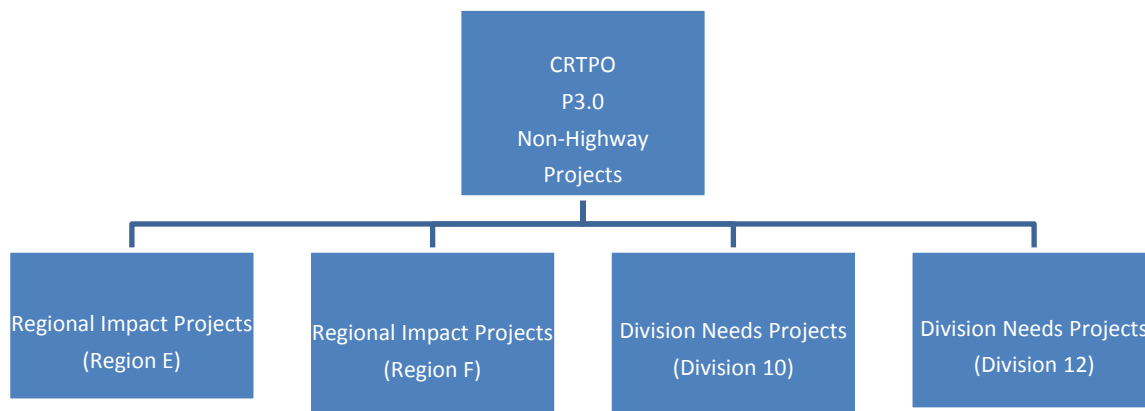 CRTPO
P3.0
Non-Highway
Projects
Regional Impact Projects
(Region E)
Regional Impact Projects
(Region F)
Division Needs Projects
(Division 10)
Division Needs Projects
(Division 12)